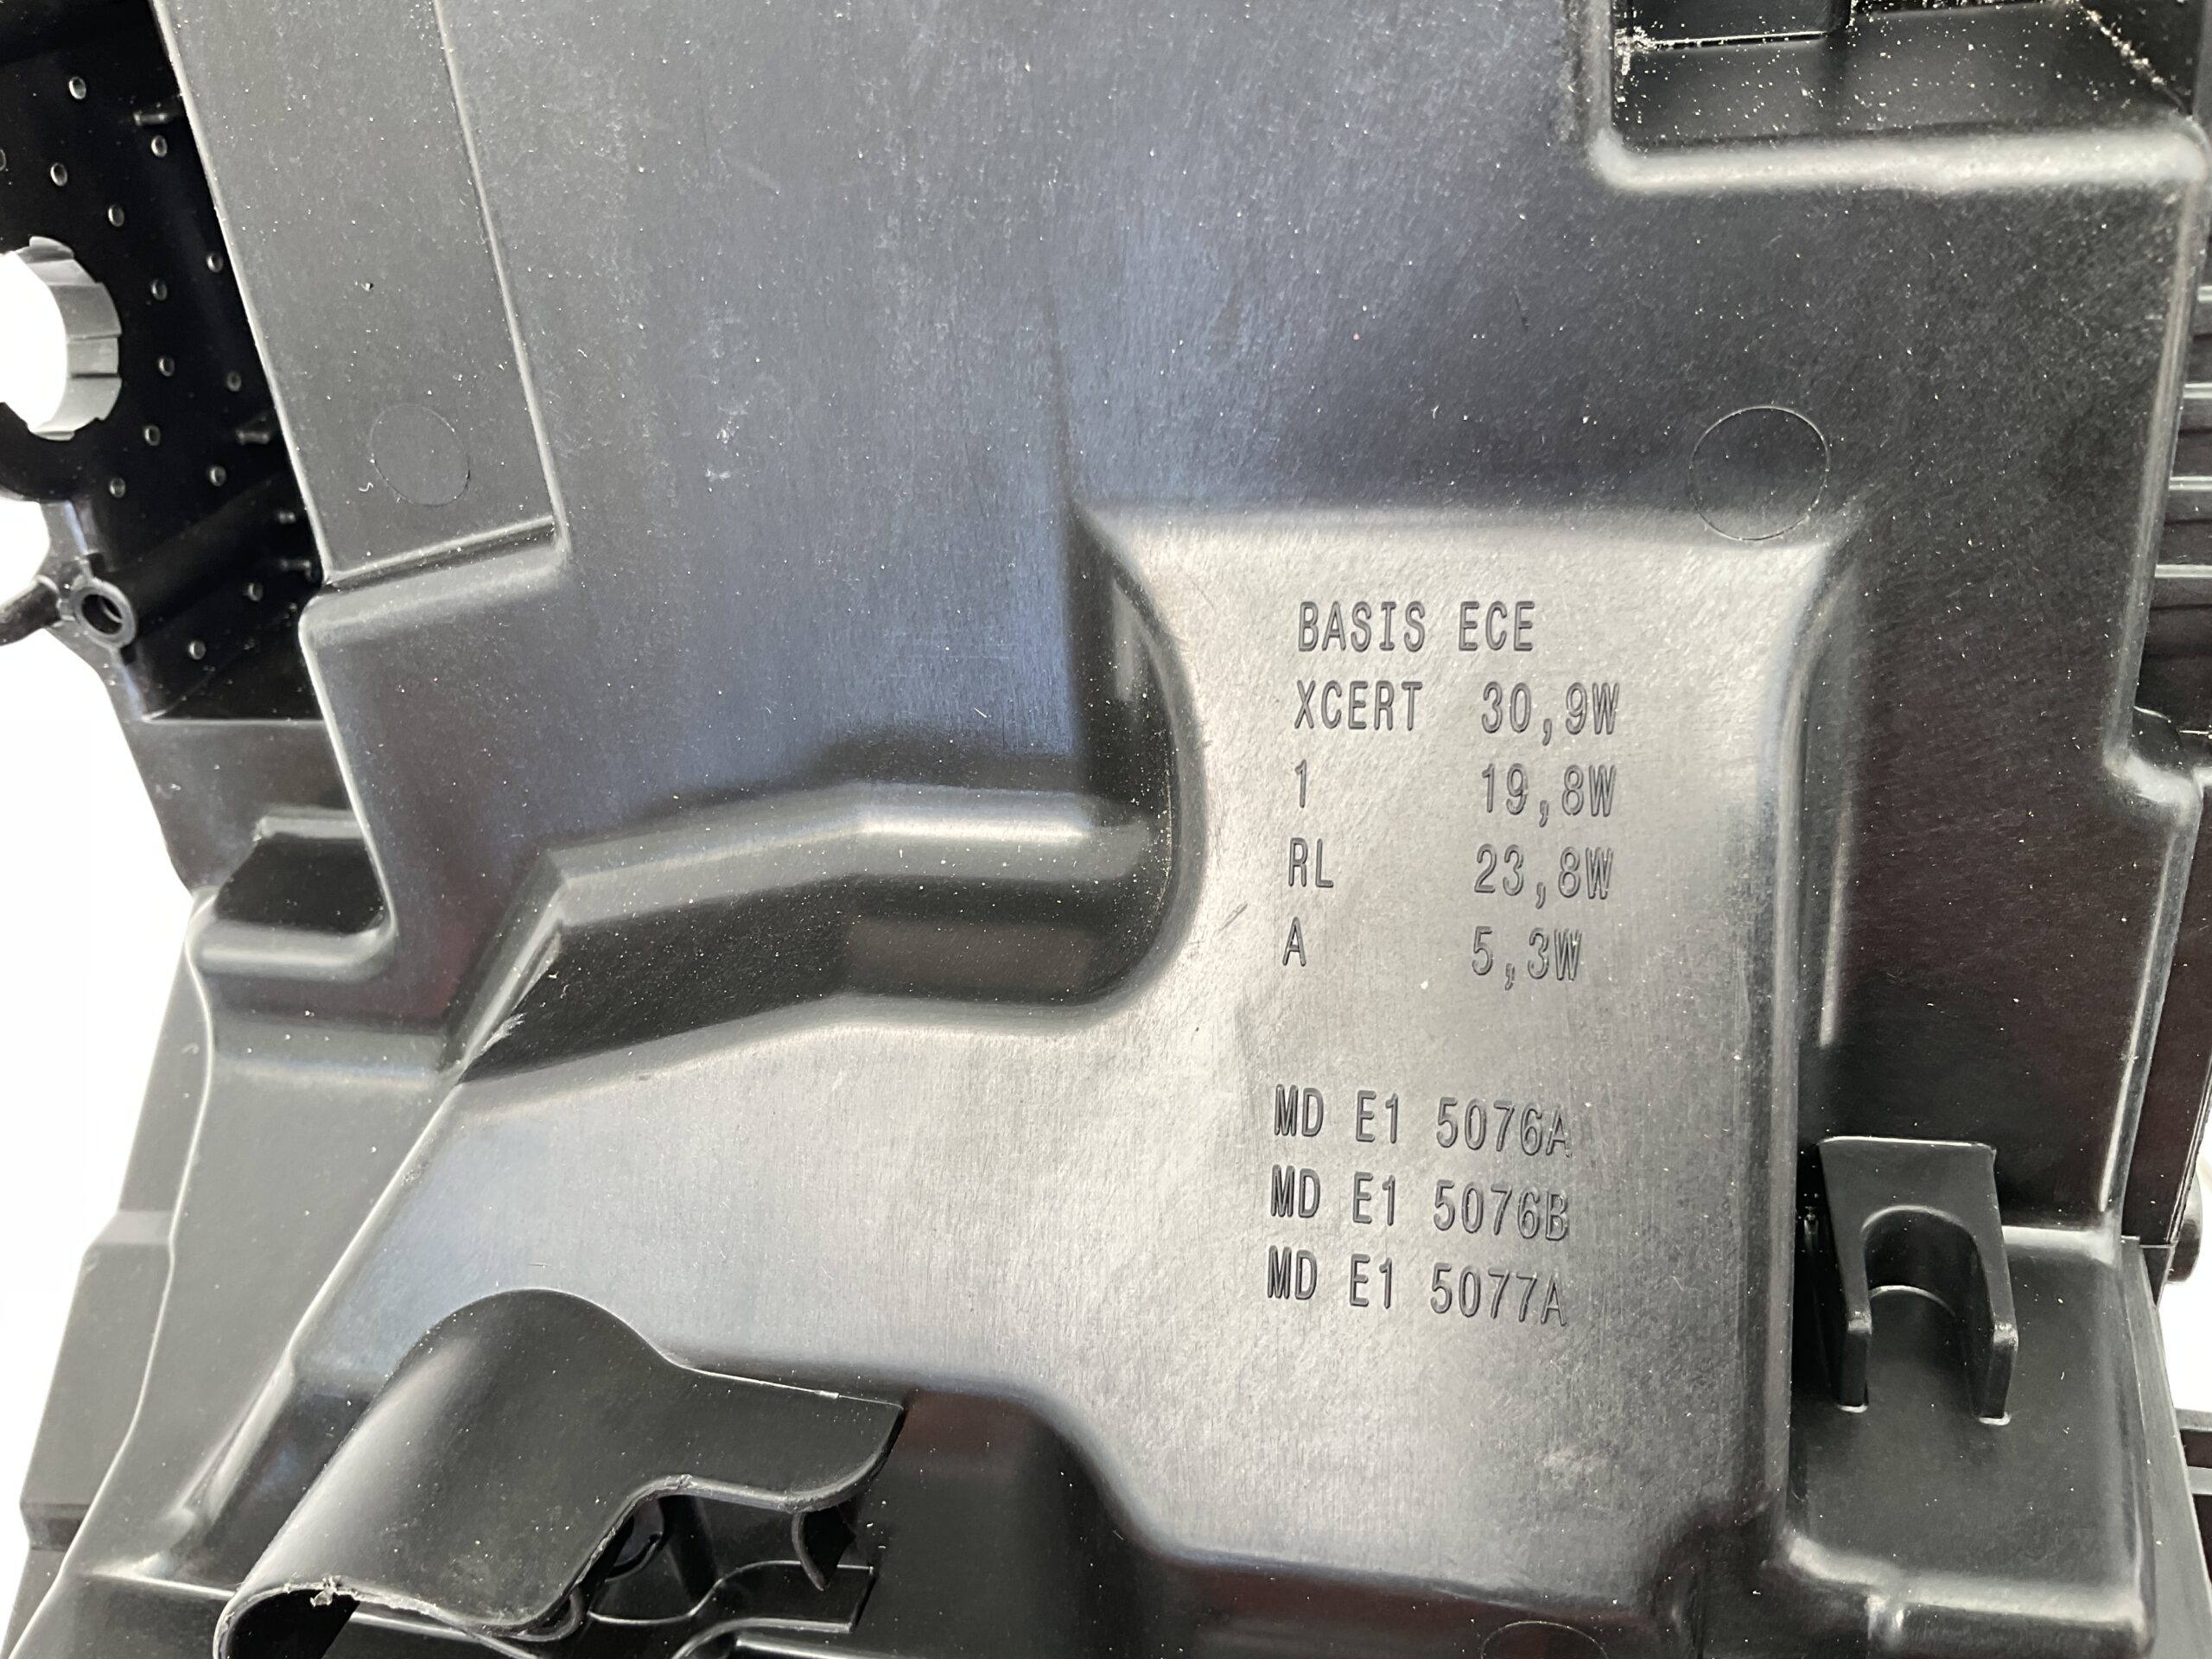 BASIS ECE
XCERT 30,9W
1 19,8W
RL 23,8W
A 5,3W
MD E1 5076A
MD E1 5076B
MD E1 5077A